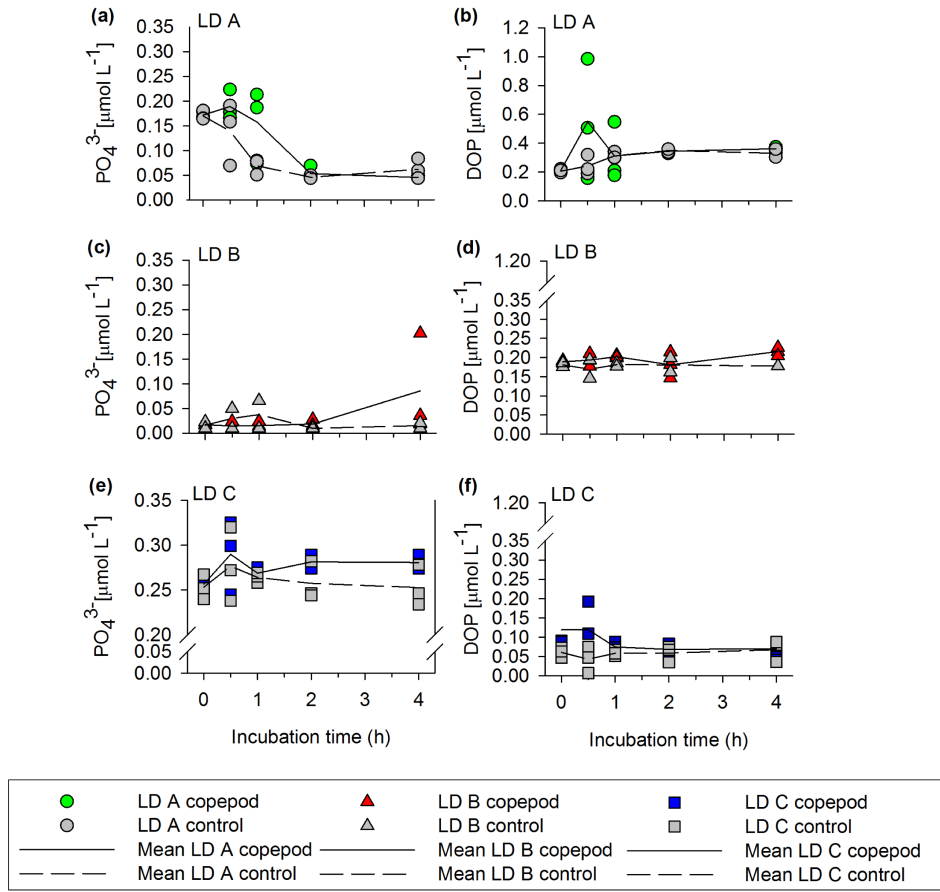 (a) LD A
0.35
0.30
0.25
0.20
0.15
0.10
0.05
0.00
PO₄³⁻[µmol L⁻¹]
(b) LD A
1.2
1.0
0.8
0.6
0.4
0.2
0.0
DOP [µmol L⁻¹]
(c) LD B
0.35
0.30
0.25
0.20
0.15
0.10
0.05
0.00
PO₄³⁻[µmol L⁻¹]
(d) LD B
1.20
0.35
0.30
0.25
0.20
0.15
0.10
0.05
0.00
DOP [µmol L⁻¹]
(e) LD C
0.35
0.30
0.25
0.20
0.05
0.00
PO₄³⁻[µmol L⁻¹]
0 1 2 3 4
Incubation time (h)
(f) LD C
1.20
0.35
0.30
0.25
0.20
0.15
0.10
0.05
0.00
DOP [µmol L⁻¹]
0 1 2 3 4
Incubation time (h)
LD A copepod LD B copepod LD C copepod
LD A control LD B control LD C control
Mean LD A copepod Mean LD B copepod Mean LD C copepod
Mean LD A control Mean LD B control Mean LD C control